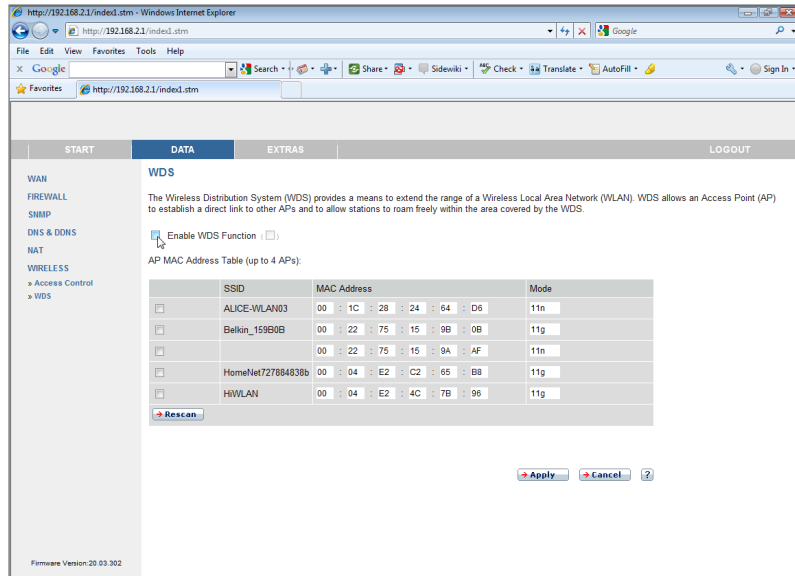 http://192.168.2.1/index1.stm - Windows Internet Explorer
http://192.168.2.1/index1.stm
Google
File Edit View Favorites Tools Help
x Google Search Share Sidewiki Check Translate AutoFill Sign In
Favorites http://192.168.2.1/index1.stm
START DATA EXTRAS LOGOUT
WAN
FIREWALL
SNMP
DNS & DDNS
NAT
WIRELESS
» Access Control
» WDS
WDS
The Wireless Distribution System (WDS) provides a means to extend the range of a Wireless Local Area Network (WLAN). WDS allows an Access Point (AP)
to establish a direct link to other APs and to allow stations to roam freely within the area covered by the WDS.
Enable WDS Function ( )
AP MAC Address Table (up to 4 APs):
SSID MAC Address Mode
ALICE-WLAN03 00 : 1C : 28 : 24 : 64 : D6 11n
Belkin_159B0B 00 : 22 : 75 : 15 : 9B : 0B 11g
00 : 22 : 75 : 15 : 9A : AF 11n
HomeNet727884838b 00 : 04 : E2 : C2 : 65 : B8 11g
HiWLAN 00 : 04 : E2 : 4C : 7B : 96 11g
Rescan
Apply Cancel ?
Firmware Version:20.03.302